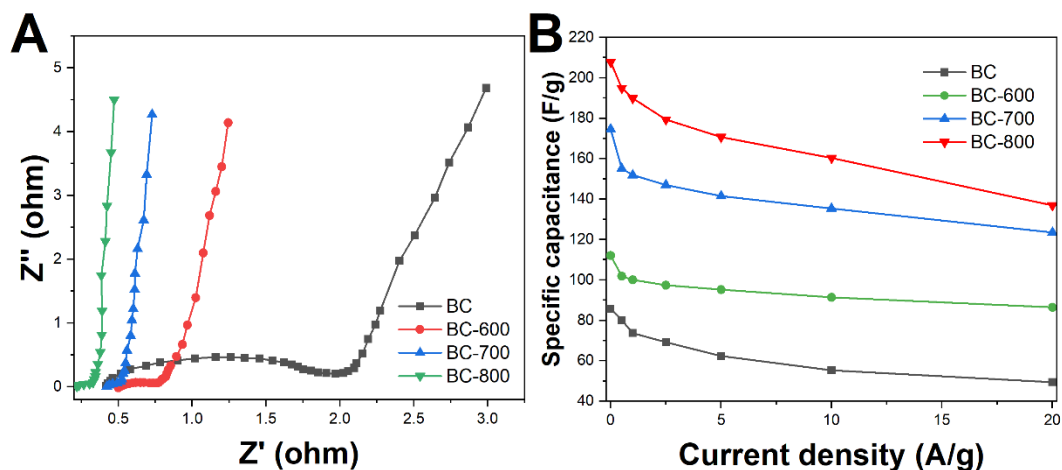 A
5
4
3
2
1
0
Z'' (ohm)
0.5
1.0
1.5
2.0
2.5
3.0
Z' (ohm)
BC
BC-600
BC-700
BC-800
B
220
200
180
160
140
120
100
80
60
40
Specific capacitance (F/g)
0
5
10
15
20
Current density (A/g)
BC
BC-600
BC-700
BC-800